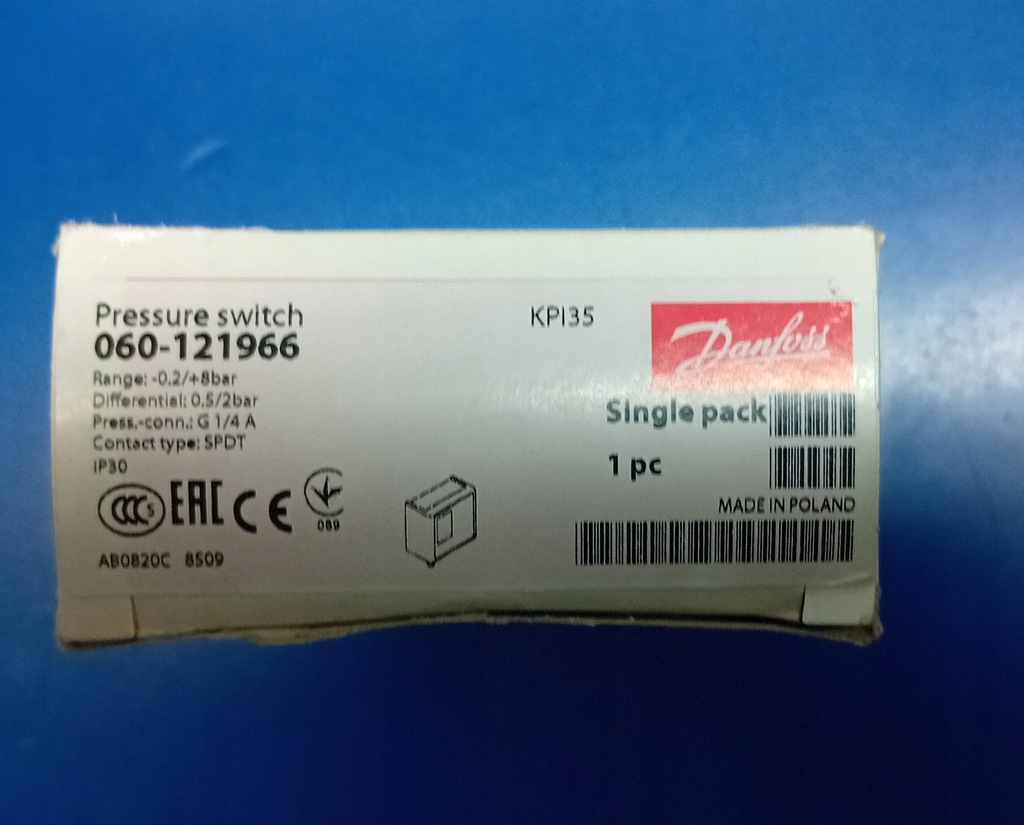 Pressure switch
060-121966
KPI35
Danfoss
Range: -0.2/+8bar
Differential: 0.5/2bar
Press.-conn.: G 1/4 A
Contact type: SPDT
IP30
Single pack
1 pc
CCC S
EAC CE
089
MADE IN POLAND
AB0820C 8509